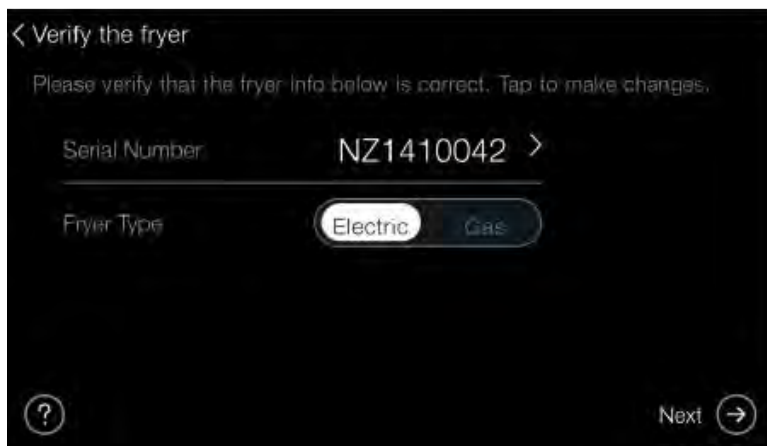 Verify the fryer
Please verify that the fryer info below is correct. Tap to make changes.
Serial Number NZ1410042
Fryer Type Electric Gas
?
Next